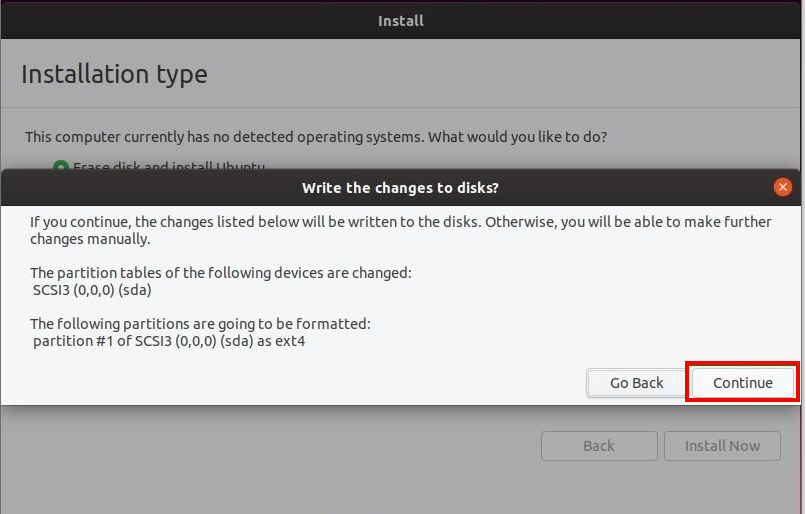 Install
Installation type
This computer currently has no detected operating systems. What would you like to do?
Erase disk and install Ubuntu
Write the changes to disks?
If you continue, the changes listed below will be written to the disks. Otherwise, you will be able to make further
changes manually.
The partition tables of the following devices are changed:
SCSI3 (0,0,0) (sda)
The following partitions are going to be formatted:
partition #1 of SCSI3 (0,0,0) (sda) as ext4
Go Back
Continue
Back
Install Now